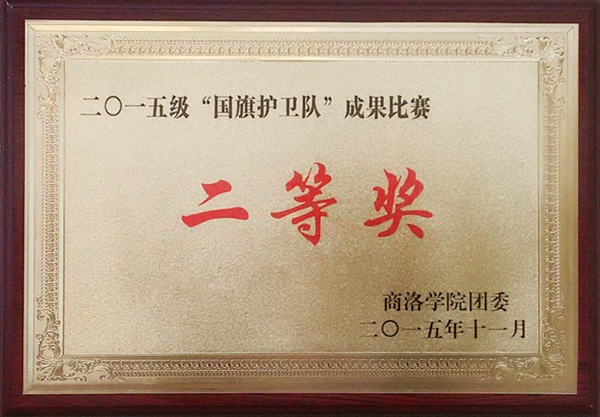 二〇一五级“国旗护卫队”成果比赛
二等奖
商洛学院团委
二〇一五年十一月